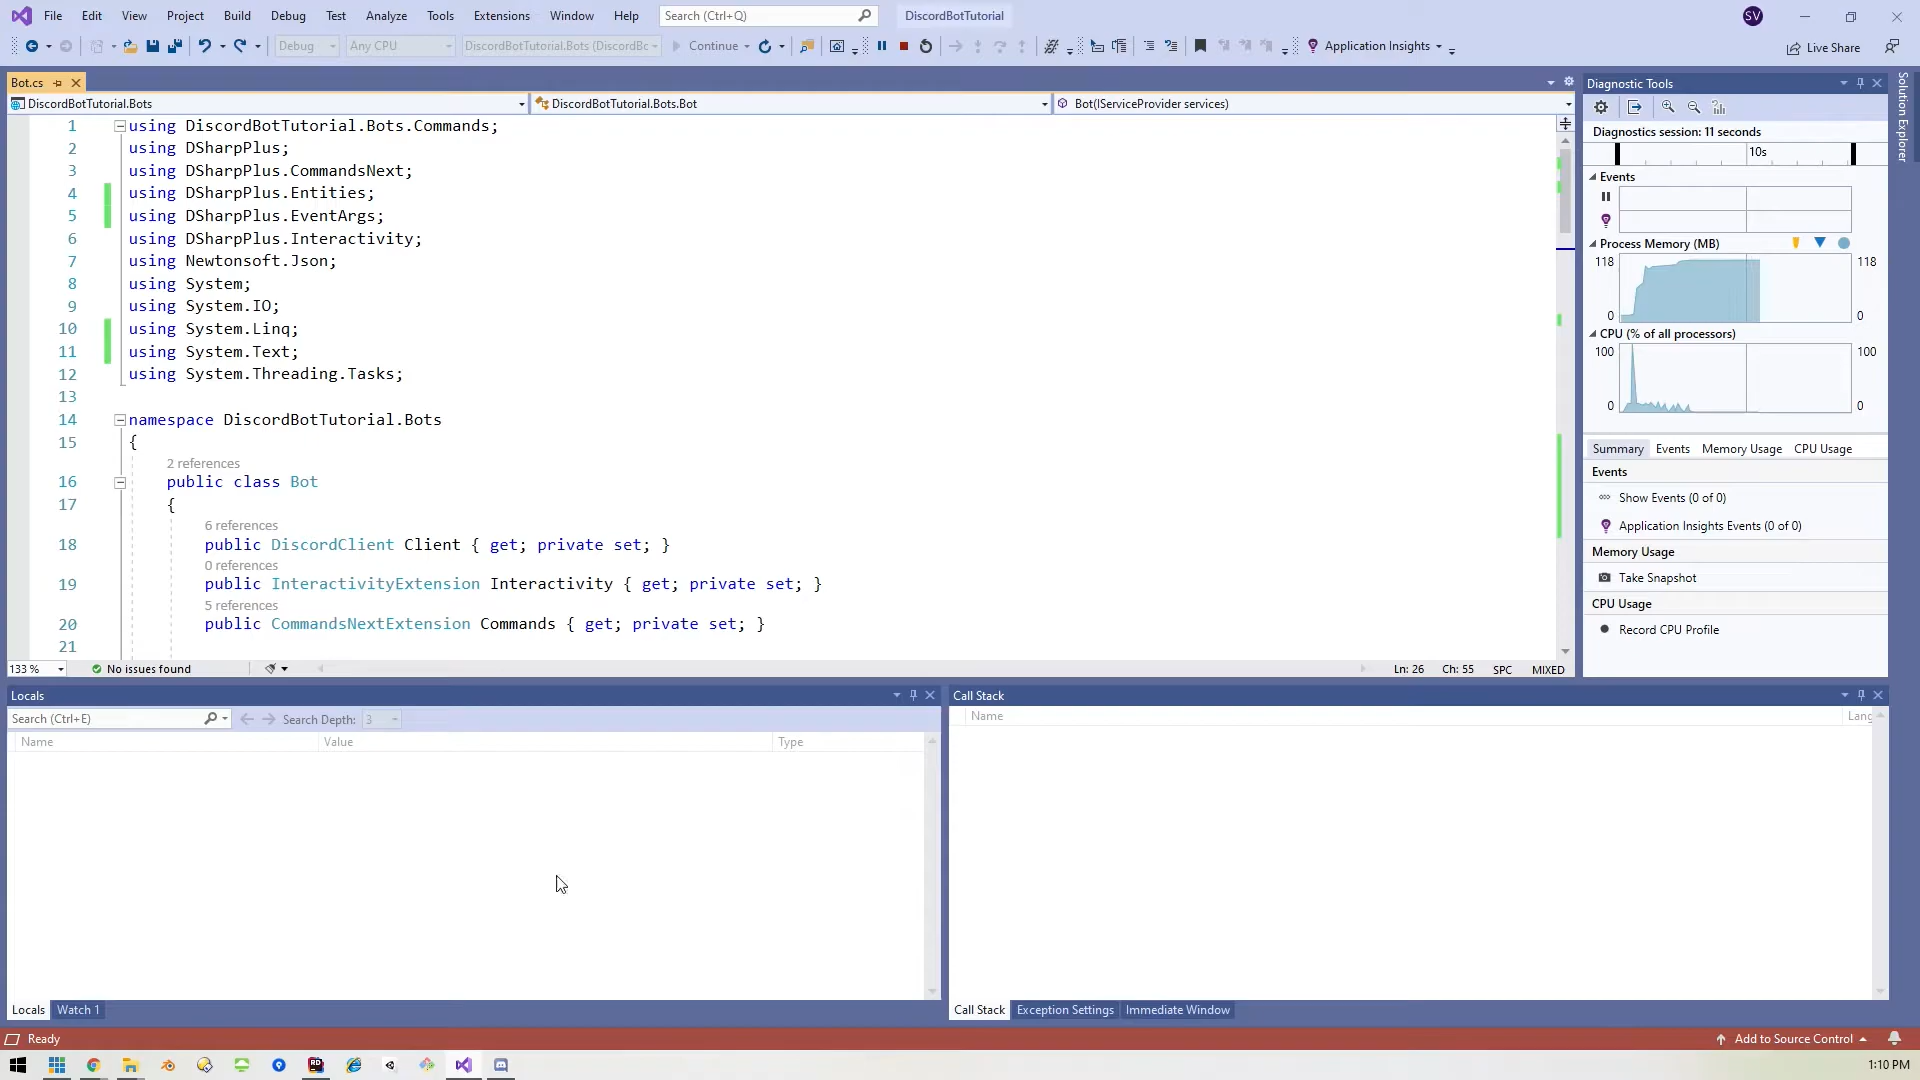 File Edit View Project Build Debug Test Analyze Tools Extensions Window Help Search (Ctrl+Q) DiscordBotTutorial SV
Debug Any CPU DiscordBotTutorial.Bots (DiscordBo Continue Application Insights Live Share
Bot.cs
DiscordBotTutorial.Bots DiscordBotTutorial.Bots.Bot Bot(IServiceProvider services)
1 using DiscordBotTutorial.Bots.Commands;
2 using DSharpPlus;
3 using DSharpPlus.CommandsNext;
4 using DSharpPlus.Entities;
5 using DSharpPlus.EventArgs;
6 using DSharpPlus.Interactivity;
7 using Newtonsoft.Json;
8 using System;
9 using System.IO;
10 using System.Linq;
11 using System.Text;
12 using System.Threading.Tasks;
13
14 namespace DiscordBotTutorial.Bots
15 {
2 references
16 public class Bot
17 {
6 references
18 public DiscordClient Client { get; private set; }
0 references
19 public InteractivityExtension Interactivity { get; private set; }
5 references
20 public CommandsNextExtension Commands { get; private set; }
21
133 % No issues found Ln: 26 Ch: 55 SPC MIXED
Diagnostic Tools
Diagnostics session: 11 seconds
10s
Events
Process Memory (MB)
118 118
0 0
CPU (% of all processors)
100 100
0 0
Summary Events Memory Usage CPU Usage
Events
Show Events (0 of 0)
Application Insights Events (0 of 0)
Memory Usage
Take Snapshot
CPU Usage
Record CPU Profile
Solution Explorer
Locals
Search (Ctrl+E) Search Depth: 3
Name Value Type
Locals Watch 1
Call Stack
Name Lang
Call Stack Exception Settings Immediate Window
Ready Add to Source Control
1:10 PM